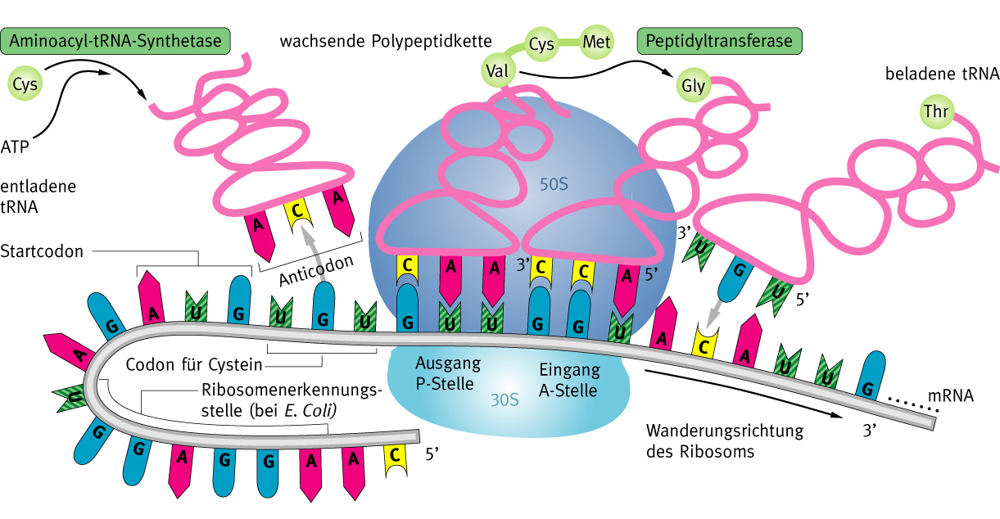 Aminoacyl-tRNA-Synthetase
wachsende Polypeptidkette
Cys
Met
Val
Peptidyltransferase
Gly
beladene tRNA
Thr
Cys
ATP
entladene
tRNA
50S
A C A
Startcodon
Anticodon
C A A
3’
C C A
5’
3’
U G U
5’
A U G U G U G U U G G U A C A U U G
G A U G G A G G A A C
5’
Codon für Cystein
Ribosomenerkennungs-
stelle (bei E. Coli)
Ausgang
P-Stelle
Eingang
A-Stelle
30S
mRNA
3’
Wanderungsrichtung
des Ribosoms